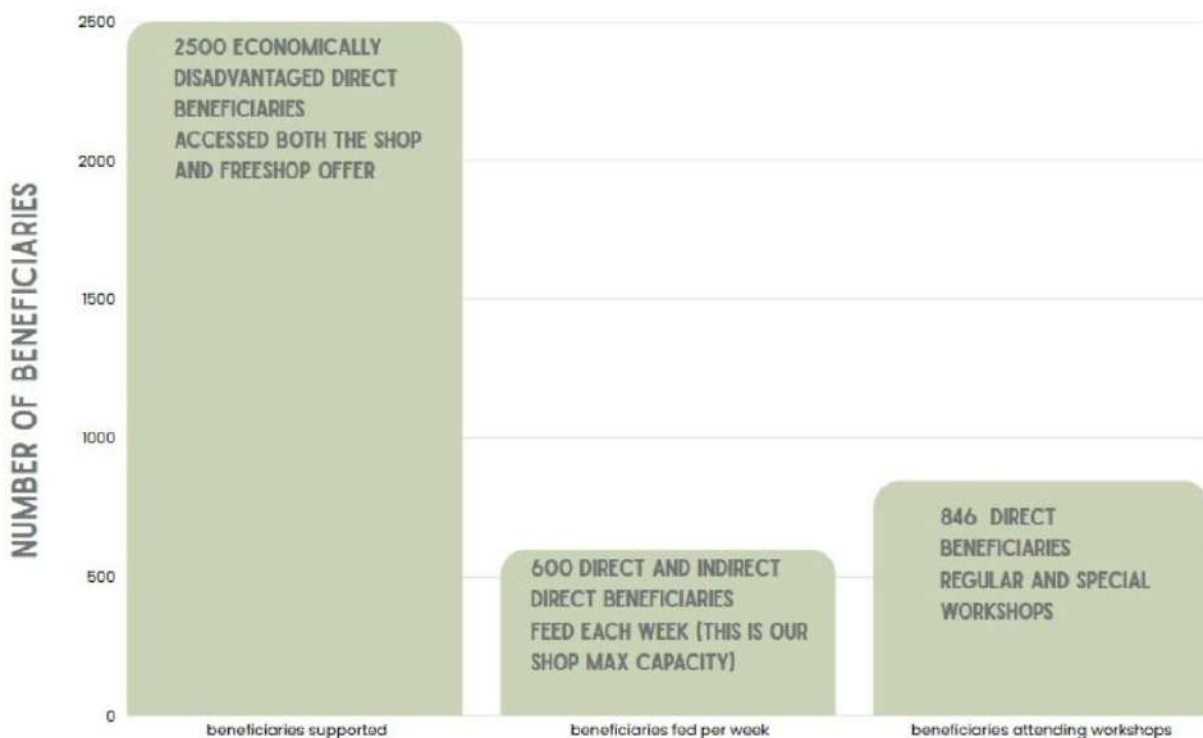 NUMBER OF BENEFICIARIES
2500
2000
1500
1000
500
0
2500 ECONOMICALLY
DISADVANTAGED DIRECT
BENEFICIARIES
ACCESSED BOTH THE SHOP
AND FREESHOP OFFER
600 DIRECT AND INDIRECT
DIRECT BENEFICIARIES
FEED EACH WEEK (THIS IS OUR
SHOP MAX CAPACITY)
846 DIRECT
BENEFICIARIES
REGULAR AND SPECIAL
WORKSHOPS
beneficiaries supported
beneficiaries fed per week
beneficiaries attending workshops